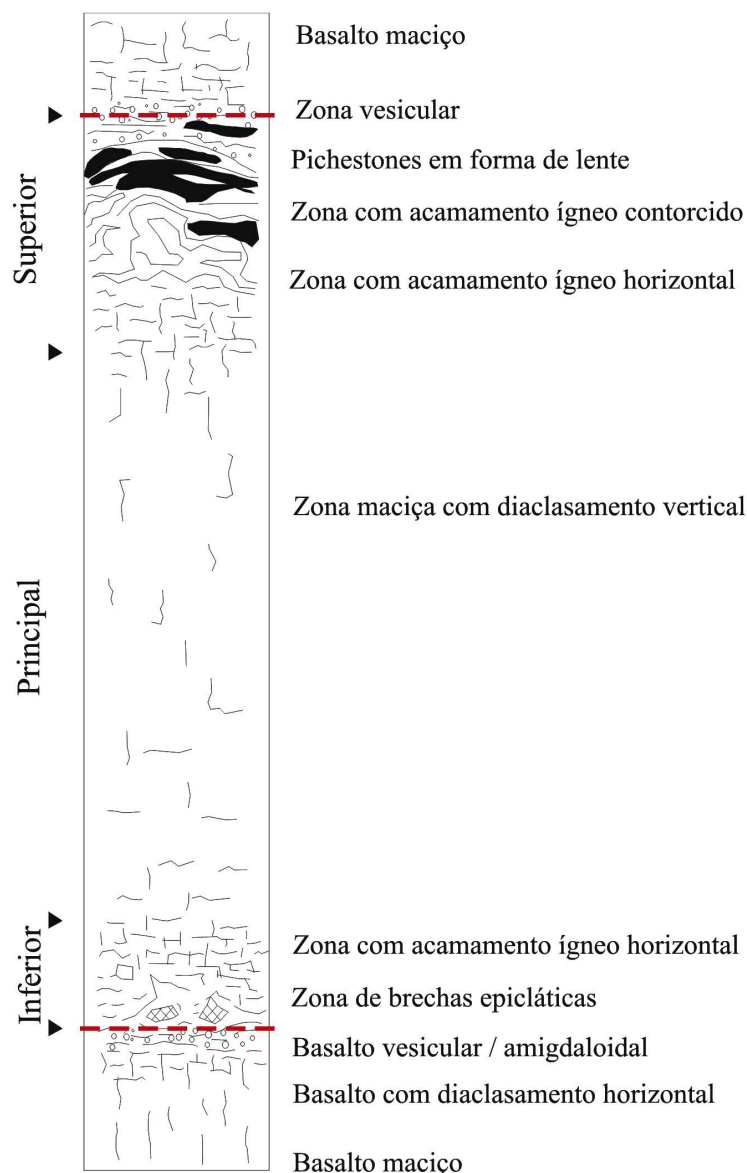 Basalto maciço
Zona vesicular
Pichestones em forma de lente
Zona com acamamento ígneo contorcido
Zona com acamamento ígneo horizontal
Superior
Zona maciça com diaclasamento vertical
Principal
Zona com acamamento ígneo horizontal
Zona de brechas epicláticas
Inferior
Basalto vesicular / amigdaloidal
Basalto com diaclasamento horizontal
Basalto maciço